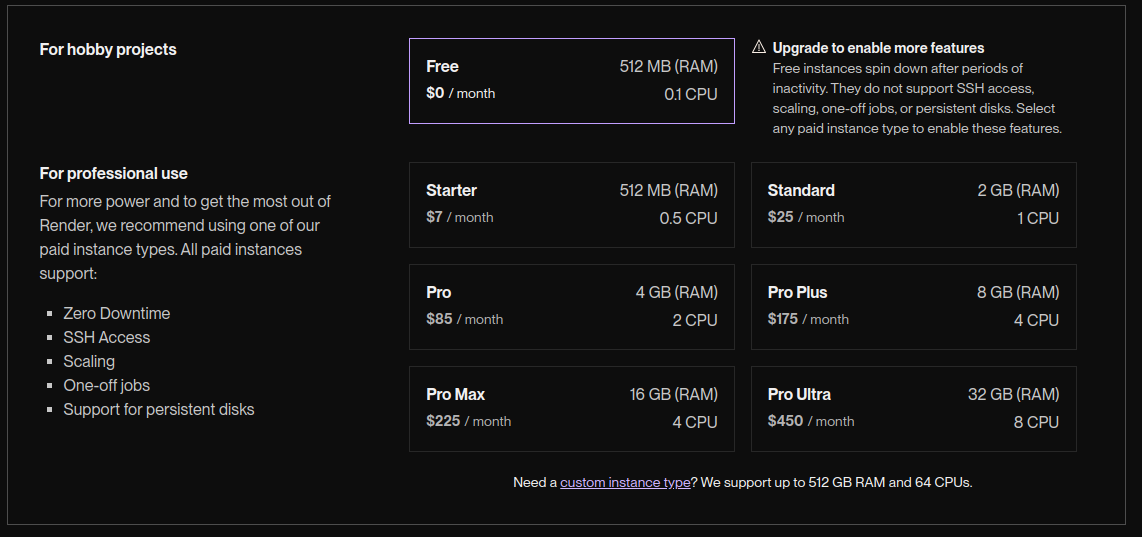 For hobby projects
Free 512 MB (RAM)
$0 / month 0.1 CPU
⚠ Upgrade to enable more features
Free instances spin down after periods of
inactivity. They do not support SSH access,
scaling, one-off jobs, or persistent disks. Select
any paid instance type to enable these features.
For professional use
For more power and to get the most out of
Render, we recommend using one of our
paid instance types. All paid instances
support:
▪ Zero Downtime
▪ SSH Access
▪ Scaling
▪ One-off jobs
▪ Support for persistent disks
Starter 512 MB (RAM)
$7 / month 0.5 CPU
Standard 2 GB (RAM)
$25 / month 1 CPU
Pro 4 GB (RAM)
$85 / month 2 CPU
Pro Plus 8 GB (RAM)
$175 / month 4 CPU
Pro Max 16 GB (RAM)
$225 / month 4 CPU
Pro Ultra 32 GB (RAM)
$450 / month 8 CPU
Need a custom instance type? We support up to 512 GB RAM and 64 CPUs.